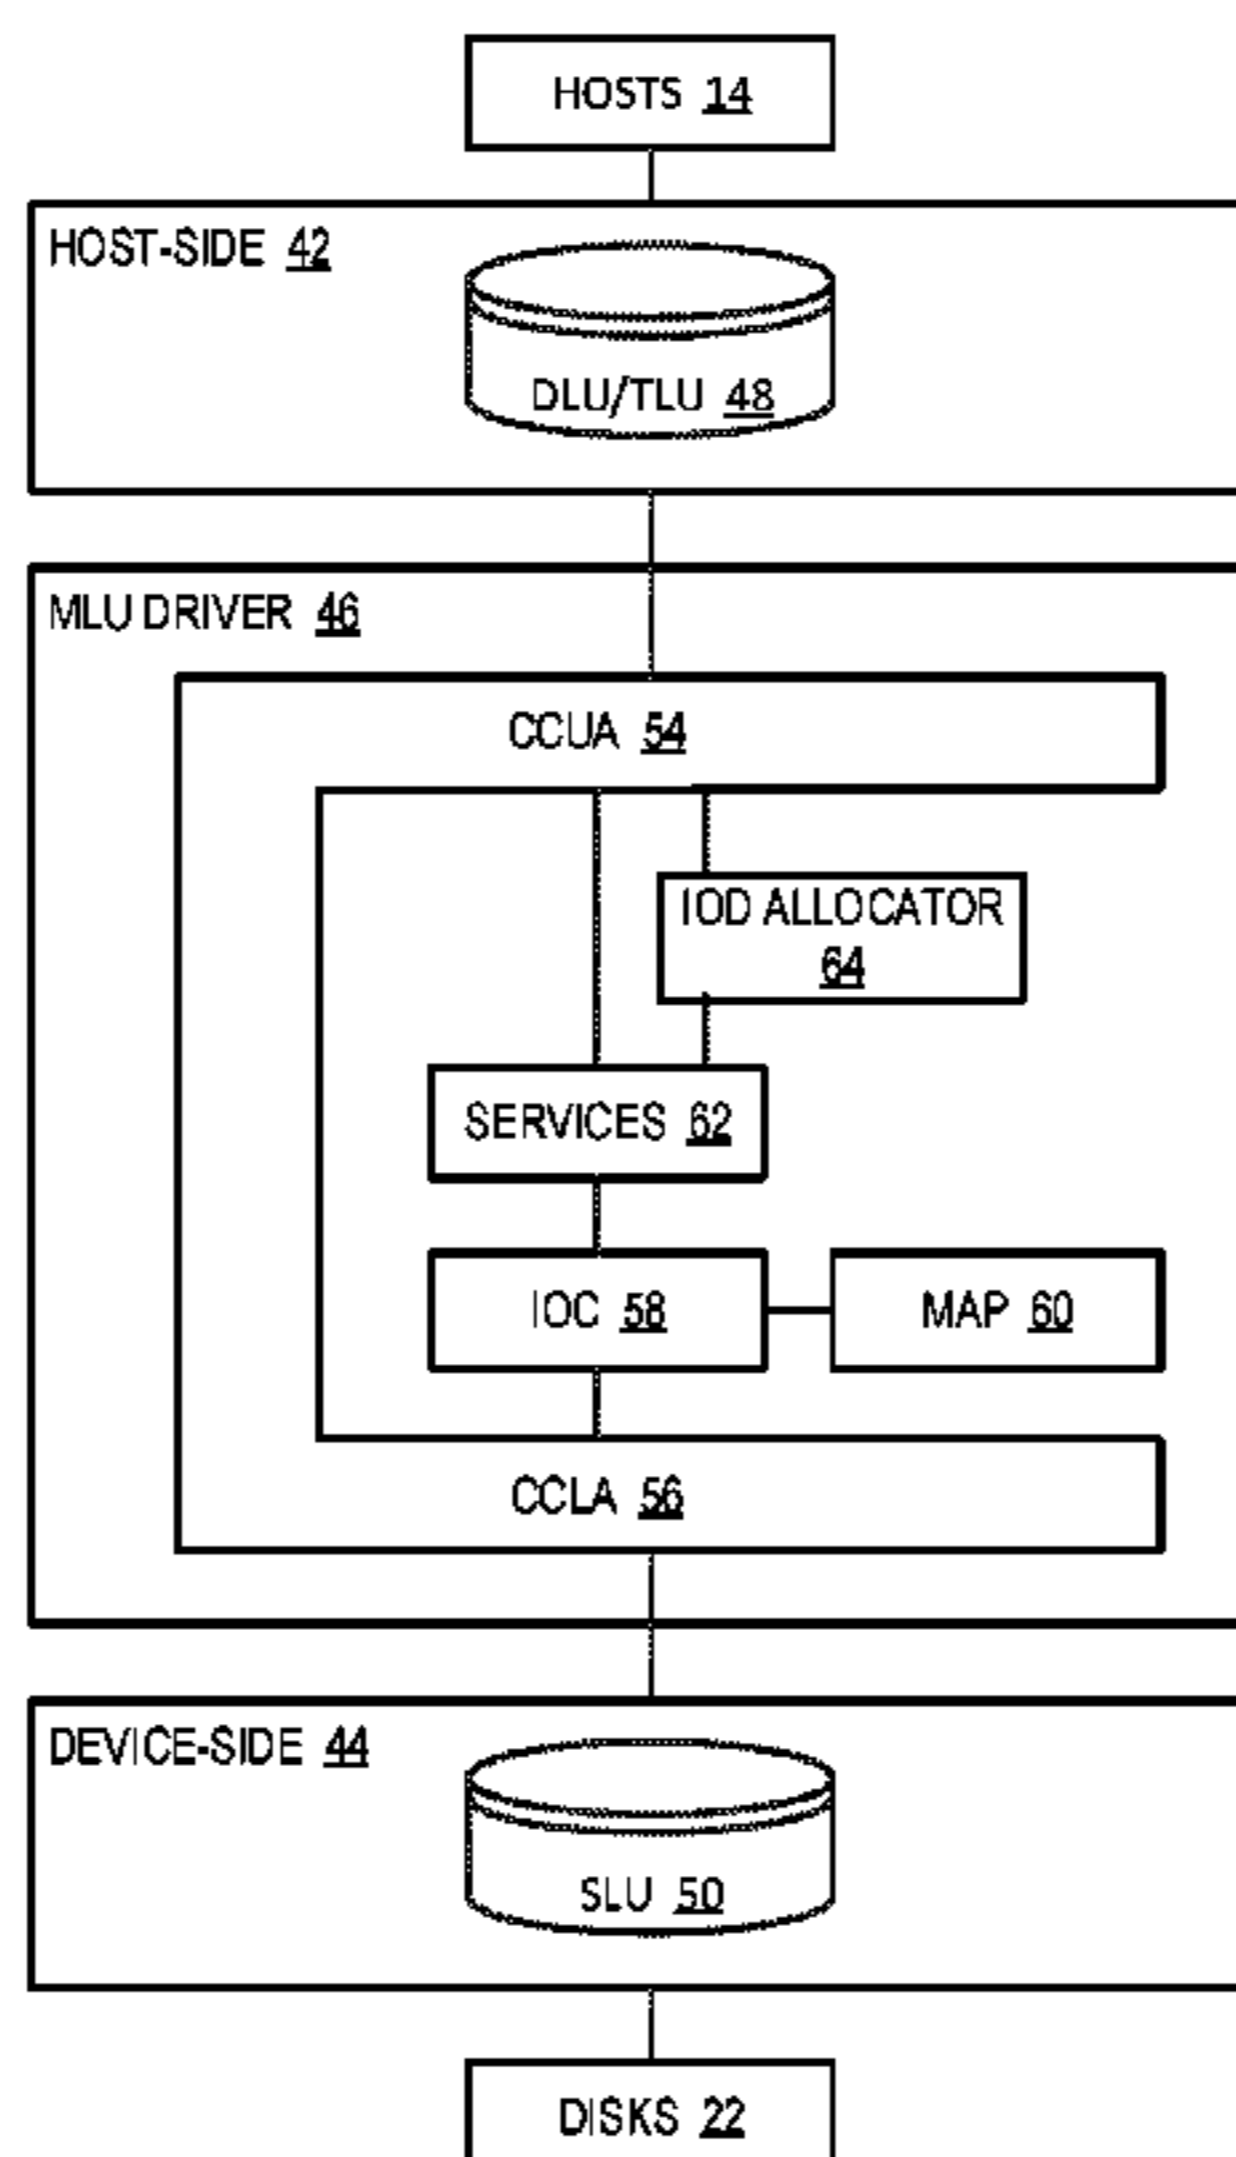 HOSTS 14
HOST-SIDE 42
DLU/TLU 48
MLU DRIVER 46
CCUA 54
IOD ALLOCATOR
64
SERVICES 62
IOC 58
MAP 60
CCLA 56
DEVICE-SIDE 44
SLU 50
DISKS 22